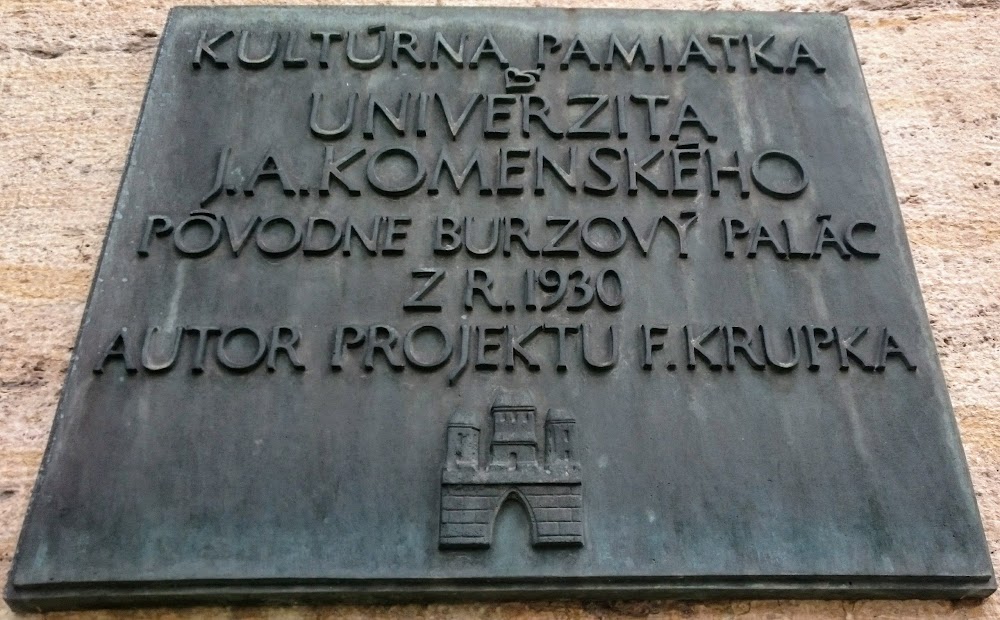 KULTÚRNA PAMIATKA
UNIVERZITA
J.A.KOMENSKÉHO
PÔVODNE BURZOVÝ PALÁC
Z R. 1930
AUTOR PROJEKTU F. KRUPKA